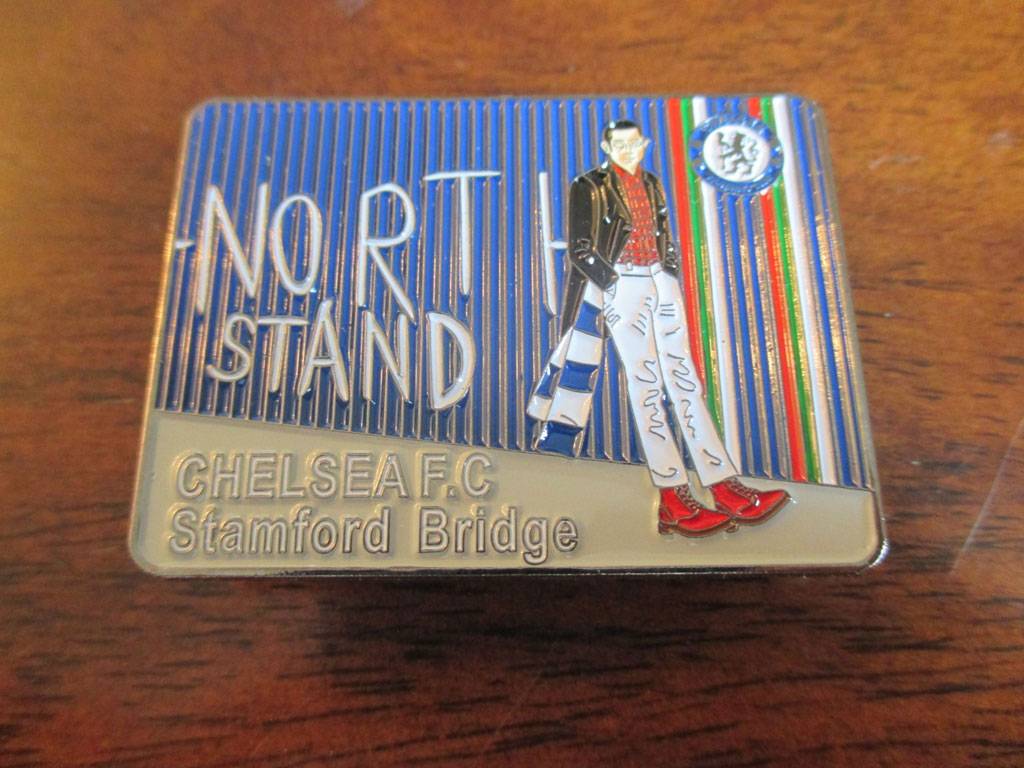 NORTH
STAND
CHELSEA F.C
Stamford Bridge